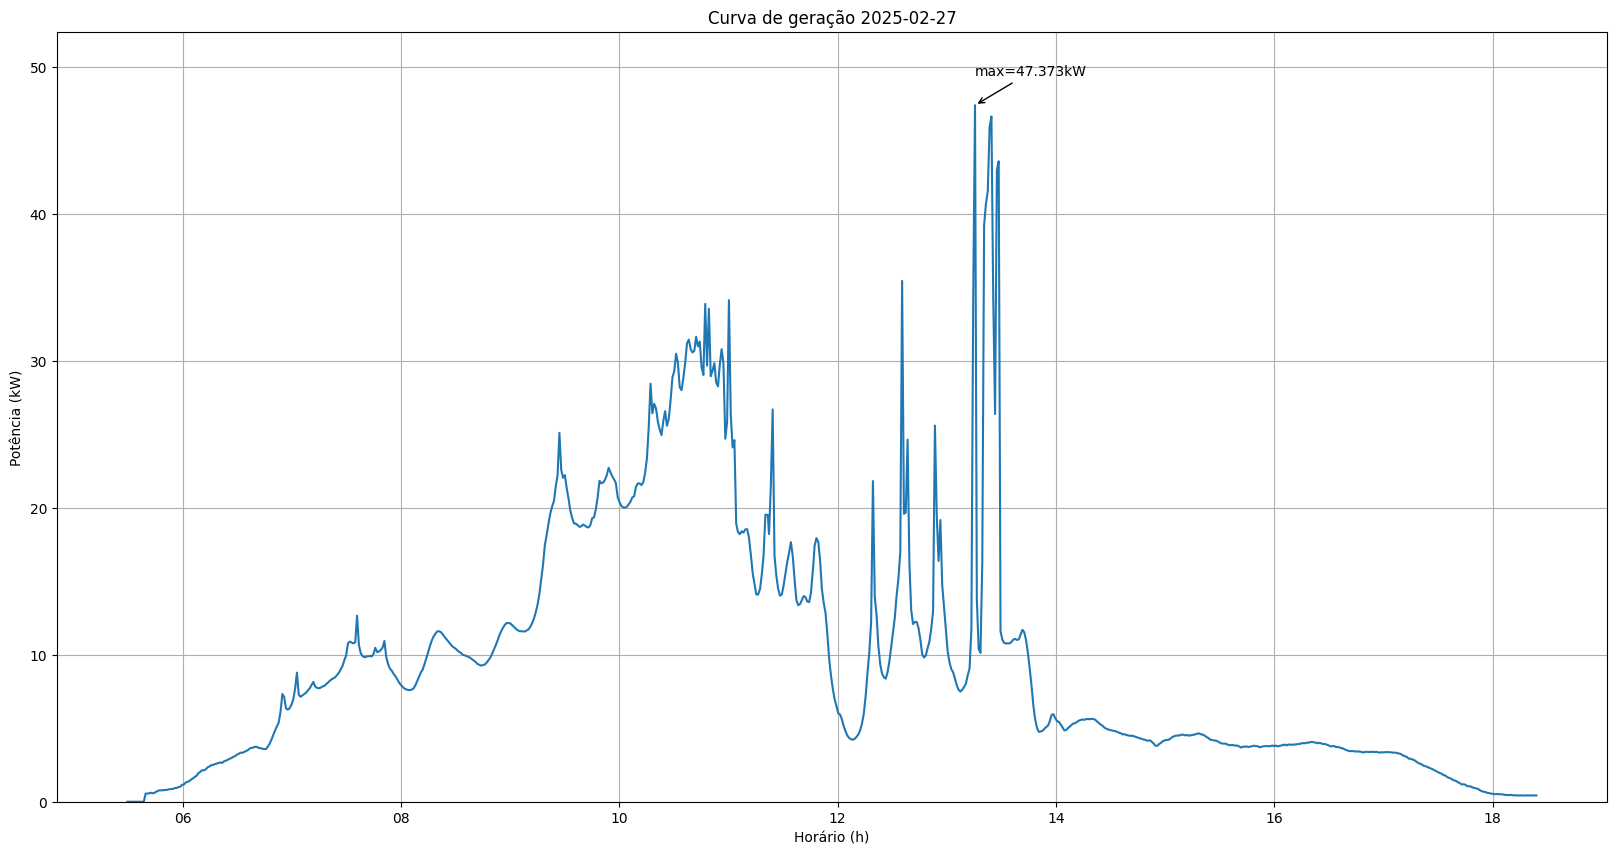 Curva de geração 2025-02-27
max=47.373kW
Potência (kW)
50
40
30
20
10
0
06 08 10 12 14 16 18
Horário (h)